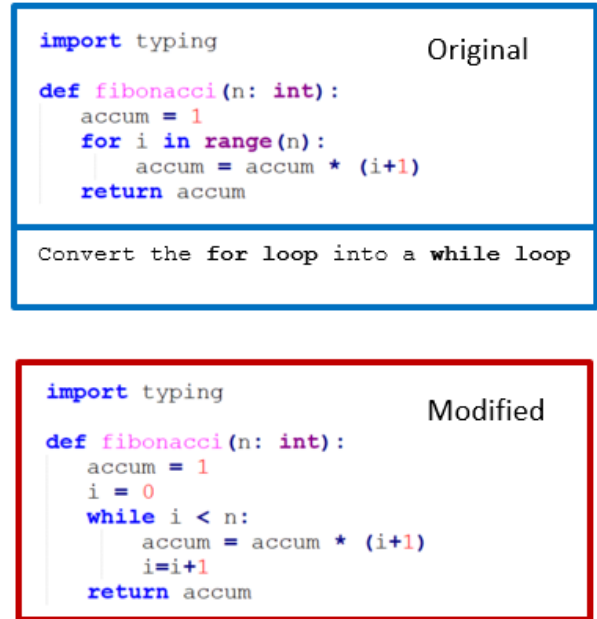 import typing
Original
def fibonacci(n: int):
accum = 1
for i in range(n):
accum = accum * (i+1)
return accum
Convert the for loop into a while loop
import typing
Modified
def fibonacci(n: int):
accum = 1
i = 0
while i < n:
accum = accum * (i+1)
i=i+1
return accum